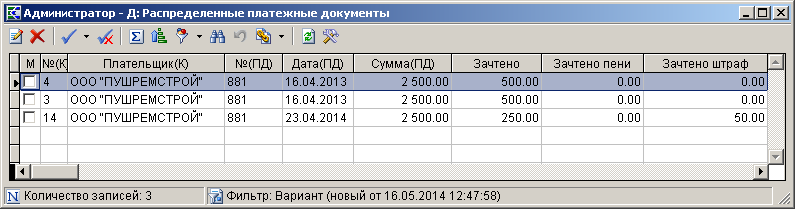 Администратор - Д: Распределенные платежные документы
М №(К Плательщик(К) №(ПД) Дата(ПД) Сумма(ПД) Зачтено Зачтено пени Зачтено штраф
4 ООО "ПУШРЕМСТРОЙ" 881 16.04.2013 2 500.00 500.00 0.00 0.00
3 ООО "ПУШРЕМСТРОЙ" 881 16.04.2013 2 500.00 500.00 0.00 0.00
14 ООО "ПУШРЕМСТРОЙ" 881 23.04.2014 2 500.00 250.00 0.00 50.00
Количество записей: 3 Фильтр: Вариант (новый от 16.05.2014 12:47:58)